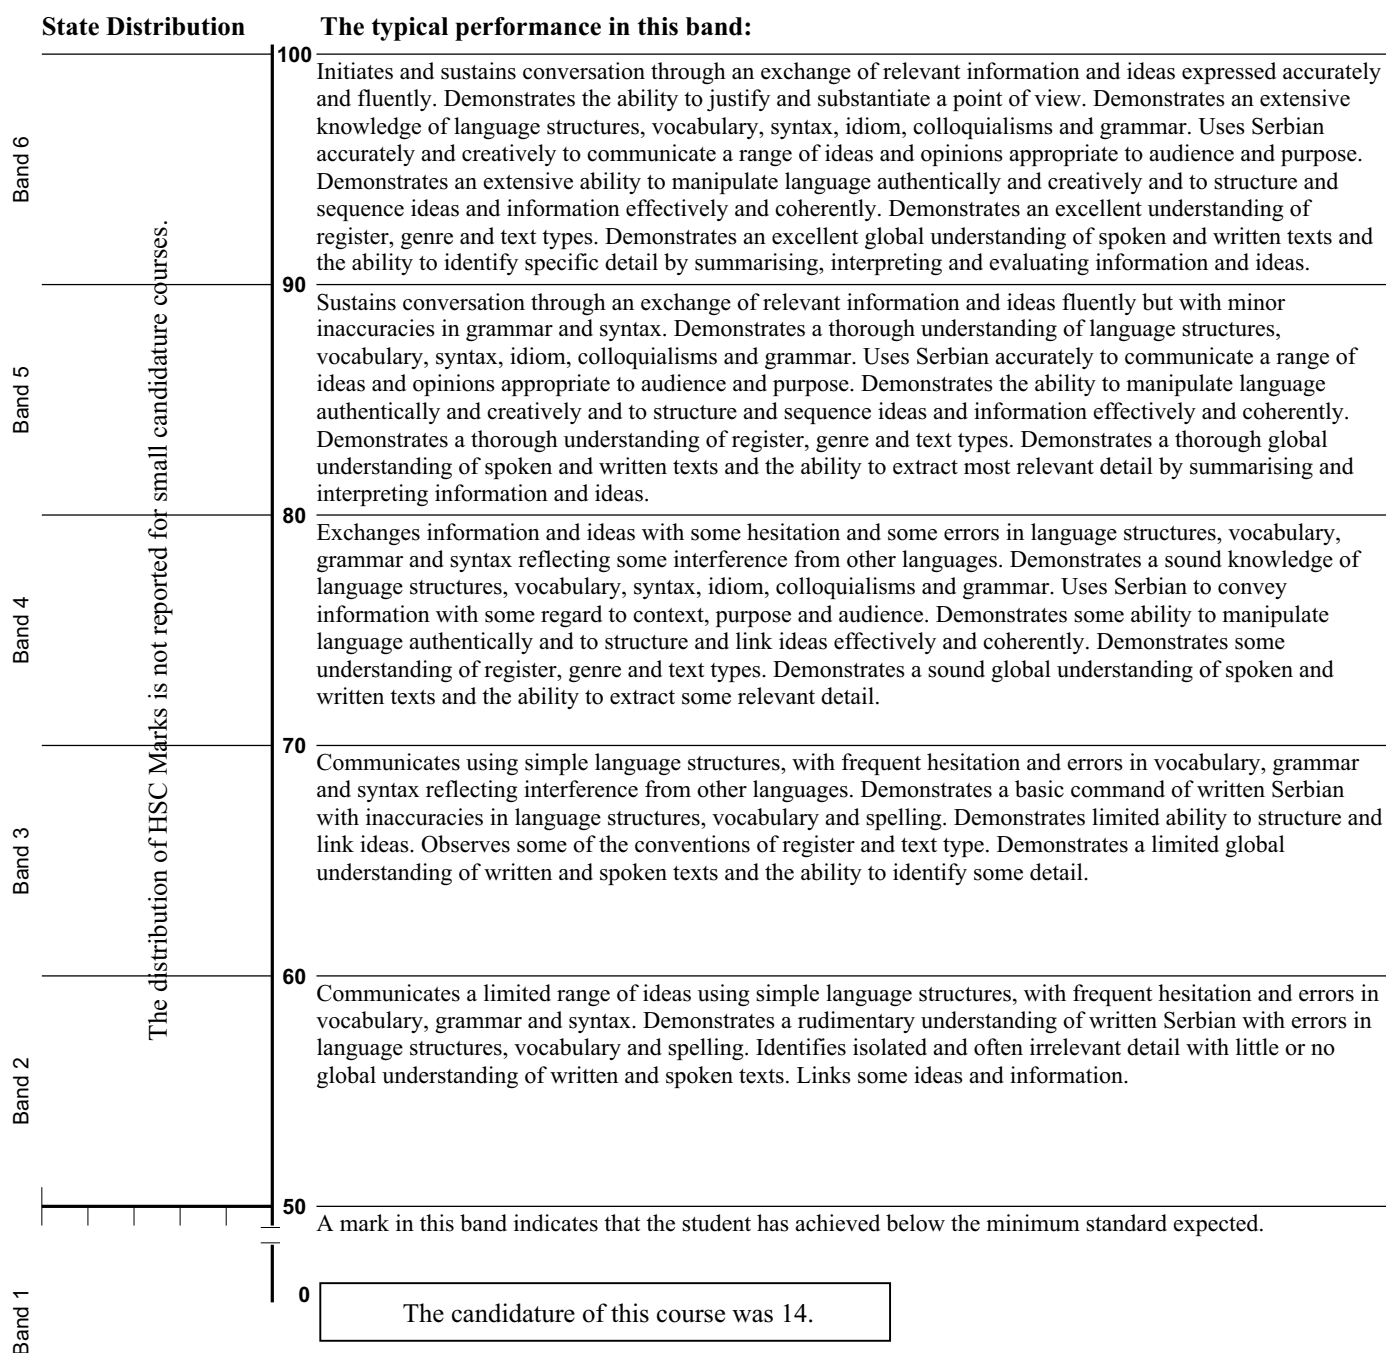 State Distribution
The typical performance in this band:
100
Initiates and sustains conversation through an exchange of relevant information and ideas expressed accurately
and fluently. Demonstrates the ability to justify and substantiate a point of view. Demonstrates an extensive
knowledge of language structures, vocabulary, syntax, idiom, colloquialisms and grammar. Uses Serbian
accurately and creatively to communicate a range of ideas and opinions appropriate to audience and purpose.
Demonstrates an extensive ability to manipulate language authentically and creatively and to structure and
sequence ideas and information effectively and coherently. Demonstrates an excellent understanding of
register, genre and text types. Demonstrates an excellent global understanding of spoken and written texts and
the ability to identify specific detail by summarising, interpreting and evaluating information and ideas.
Band 6
90
Sustains conversation through an exchange of relevant information and ideas fluently but with minor
inaccuracies in grammar and syntax. Demonstrates a thorough understanding of language structures,
vocabulary, syntax, idiom, colloquialisms and grammar. Uses Serbian accurately to communicate a range of
ideas and opinions appropriate to audience and purpose. Demonstrates the ability to manipulate language
authentically and creatively and to structure and sequence ideas and information effectively and coherently.
Demonstrates a thorough understanding of register, genre and text types. Demonstrates a thorough global
understanding of spoken and written texts and the ability to extract most relevant detail by summarising and
interpreting information and ideas.
Band 5
80
Exchanges information and ideas with some hesitation and some errors in language structures, vocabulary,
grammar and syntax reflecting some interference from other languages. Demonstrates a sound knowledge of
language structures, vocabulary, syntax, idiom, colloquialisms and grammar. Uses Serbian to convey
information with some regard to context, purpose and audience. Demonstrates some ability to manipulate
language authentically and to structure and link ideas effectively and coherently. Demonstrates some
understanding of register, genre and text types. Demonstrates a sound global understanding of spoken and
written texts and the ability to extract some relevant detail.
Band 4
The distribution of HSC Marks is not reported for small candidature courses.
70
Communicates using simple language structures, with frequent hesitation and errors in vocabulary, grammar
and syntax reflecting interference from other languages. Demonstrates a basic command of written Serbian
with inaccuracies in language structures, vocabulary and spelling. Demonstrates limited ability to structure and
link ideas. Observes some of the conventions of register and text type. Demonstrates a limited global
understanding of written and spoken texts and the ability to identify some detail.
Band 3
60
Communicates a limited range of ideas using simple language structures, with frequent hesitation and errors in
vocabulary, grammar and syntax. Demonstrates a rudimentary understanding of written Serbian with errors in
language structures, vocabulary and spelling. Identifies isolated and often irrelevant detail with little or no
global understanding of written and spoken texts. Links some ideas and information.
Band 2
50
A mark in this band indicates that the student has achieved below the minimum standard expected.
0
Band 1
The candidature of this course was 14.